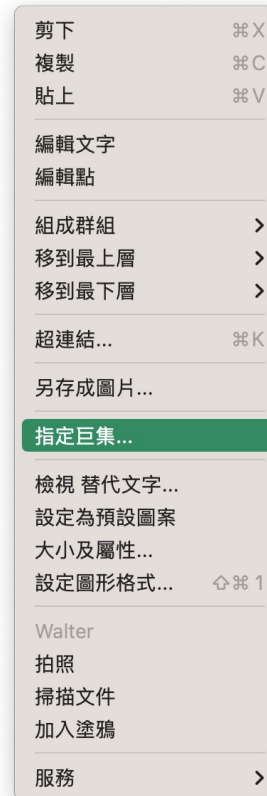 剪下 ⌘X
複製 ⌘C
貼上 ⌘V
編輯文字
編輯點
組成群組
移到最上層
移到最下層
超連結... ⌘K
另存成圖片...
指定巨集...
檢視 替代文字...
設定為預設圖案
大小及屬性...
設定圖形格式... ⇧⌘1
Walter
拍照
掃描文件
加入塗鴉
服務